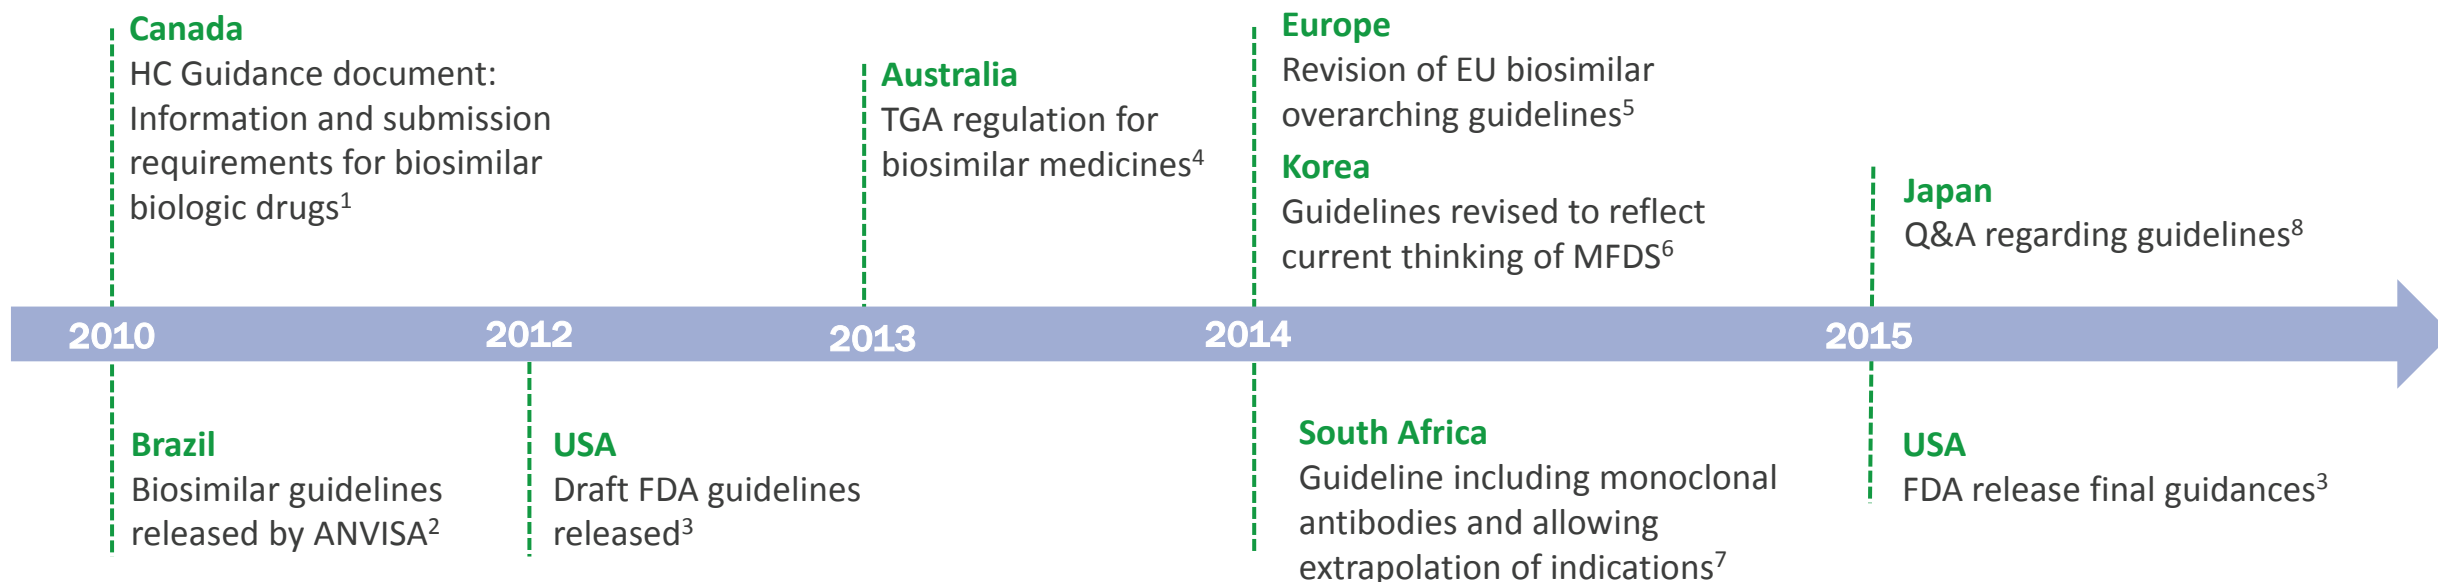 Canada
HC Guidance document:
Information and submission
requirements for biosimilar
biologic drugs1
Australia
TGA regulation for
biosimilar medicines4
Europe
Revision of EU biosimilar
overarching guidelines5
Korea
Guidelines revised to reflect
current thinking of MFDS6
Japan
Q&A regarding guidelines8
2010
2012
2013
2014
2015
Brazil
Biosimilar guidelines
released by ANVISA2
USA
Draft FDA guidelines
released3
South Africa
Guideline including monoclonal
antibodies and allowing
extrapolation of indications7
USA
FDA release final guidances3